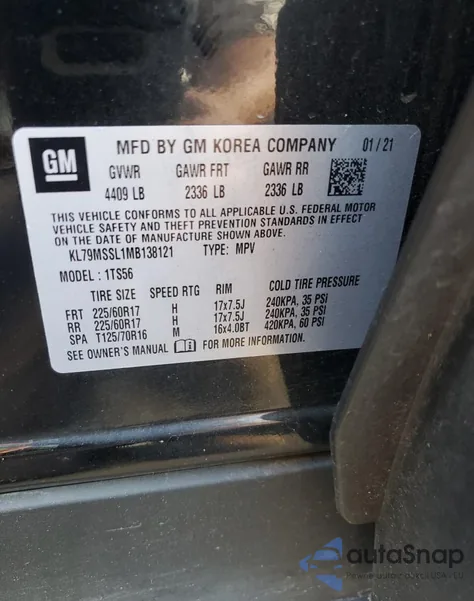 GM
MFD BY GM KOREA COMPANY 01/21
GVWR GAWR FRT GAWR RR
4409 LB 2336 LB 2336 LB
THIS VEHICLE CONFORMS TO ALL APPLICABLE U.S. FEDERAL MOTOR
VEHICLE SAFETY AND THEFT PREVENTION STANDARDS IN EFFECT
ON THE DATE OF MANUFACTURE SHOWN ABOVE.
KL79MSSL1MB138121 TYPE: MPV
MODEL: 1TS56
TIRE SIZE SPEED RTG RIM COLD TIRE PRESSURE
FRT 225/60R17 H 17x7.5J 240KPA, 35 PSI
RR 225/60R17 H 17x7.5J 240KPA, 35 PSI
SPA T125/70R16 M 16x4.0BT 420KPA, 60 PSI
SEE OWNER'S MANUAL FOR MORE INFORMATION.
autoSnap